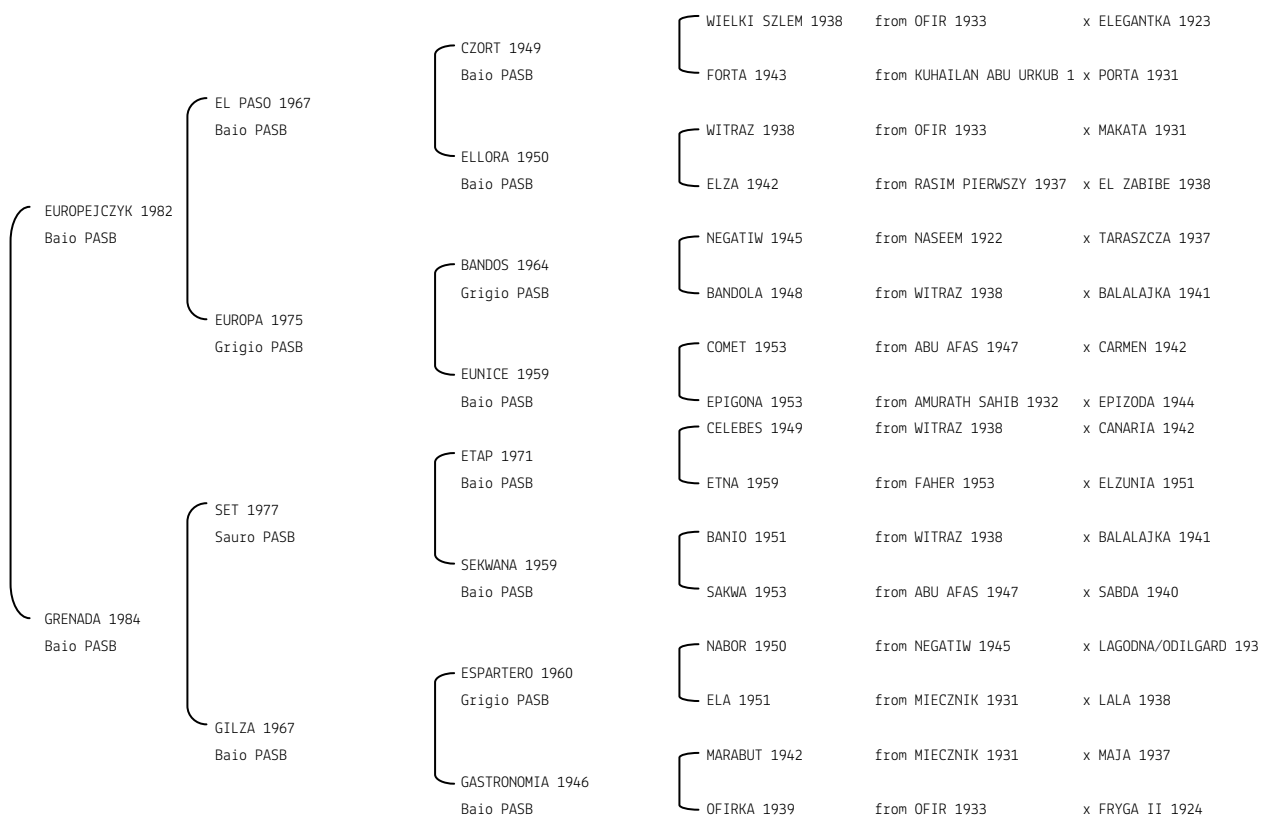 WIELKI SZLEM 1938 from OFIR 1933 x ELEGANTKA 1923
CZORT 1949
Baio PASB FORTA 1943 from KUHAILAN ABU URKUB 1 x PORTA 1931
EL PASO 1967
Baio PASB WITRAZ 1938 from OFIR 1933 x MAKATA 1931
ELLORA 1950
Baio PASB ELZA 1942 from RASIM PIERWSZY 1937 x EL ZABIBE 1938
EUROPEJCZYK 1982
Baio PASB NEGATIW 1945 from NASEEM 1922 x TARASZCZA 1937
BANDOS 1964
Grigio PASB BANDOLA 1948 from WITRAZ 1938 x BALALAJKA 1941
EUROPA 1975
Grigio PASB COMET 1953 from ABU AFAS 1947 x CARMEN 1942
EUNICE 1959
Baio PASB EPIGONA 1953 from AMURATH SAHIB 1932 x EPIZODA 1944
CELEBES 1949 from WITRAZ 1938 x CANARIA 1942
ETAP 1971
Baio PASB ETNA 1959 from FAHER 1953 x ELZUNIA 1951
SET 1977
Sauro PASB BANIO 1951 from WITRAZ 1938 x BALALAJKA 1941
SEKWANA 1959
Baio PASB SAKWA 1953 from ABU AFAS 1947 x SABDA 1940
GRENADA 1984
Baio PASB NABOR 1950 from NEGATIW 1945 x LAGODNA/ODILGARD 193
ESPARTERO 1960
Grigio PASB ELA 1951 from MIECZNIK 1931 x LALA 1938
GILZA 1967
Baio PASB MARABUT 1942 from MIECZNIK 1931 x MAJA 1937
GASTRONOMIA 1946
Baio PASB OFIRKA 1939 from OFIR 1933 x FRYGA II 1924